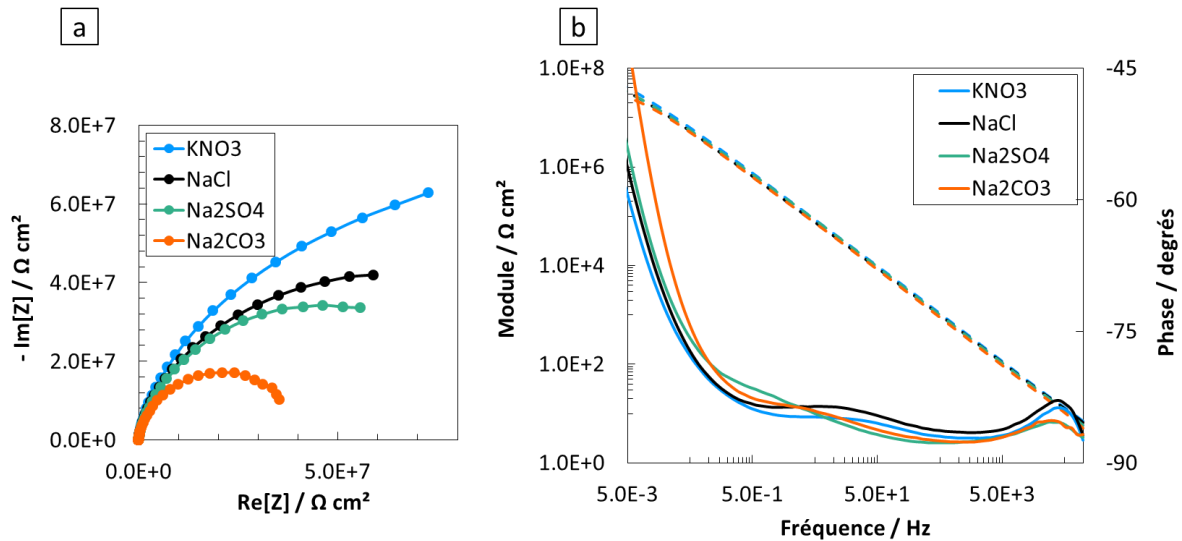 a
- Im[Z] / Ω cm²
8.0E+7
6.0E+7
4.0E+7
2.0E+7
0.0E+0
KNO3
NaCl
Na2SO4
Na2CO3
0.0E+0
5.0E+7
Re[Z] / Ω cm²
b
Module / Ω cm²
1.0E+8
1.0E+6
1.0E+4
1.0E+2
1.0E+0
KNO3
NaCl
Na2SO4
Na2CO3
-45
-60
-75
-90
Phase / degrés
5.0E-3
5.0E-1
5.0E+1
5.0E+3
Fréquence / Hz